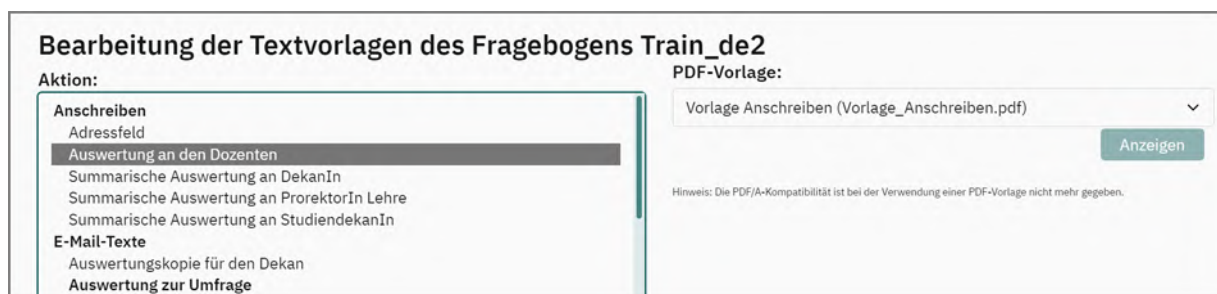 Bearbeitung der Textvorlagen des Fragebogens Train_de2
Aktion:
Anschreiben
Adressfeld
Auswertung an den Dozenten
Summarische Auswertung an DekanIn
Summarische Auswertung an ProrektorIn Lehre
Summarische Auswertung an StudiendekanIn
E-Mail-Texte
Auswertungskopie für den Dekan
Auswertung zur Umfrage
PDF-Vorlage:
Vorlage Anschreiben (Vorlage_Anschreiben.pdf)
Anzeigen
Hinweis: Die PDF/A-Kompatibilität ist bei der Verwendung einer PDF-Vorlage nicht mehr gegeben.